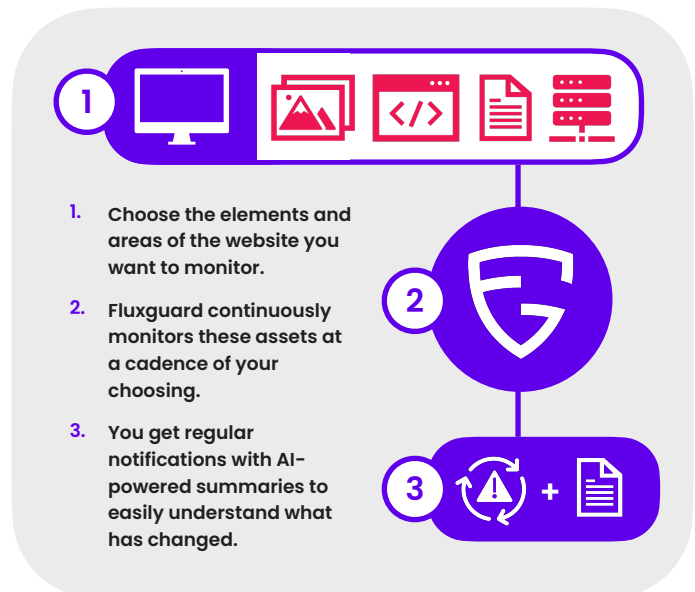 1
1. Choose the elements and
areas of the website you
want to monitor.
2. Fluxguard continuously
monitors these assets at
a cadence of your
choosing.
3. You get regular
notifications with AI-
powered summaries to
easily understand what
has changed.
2
3
+